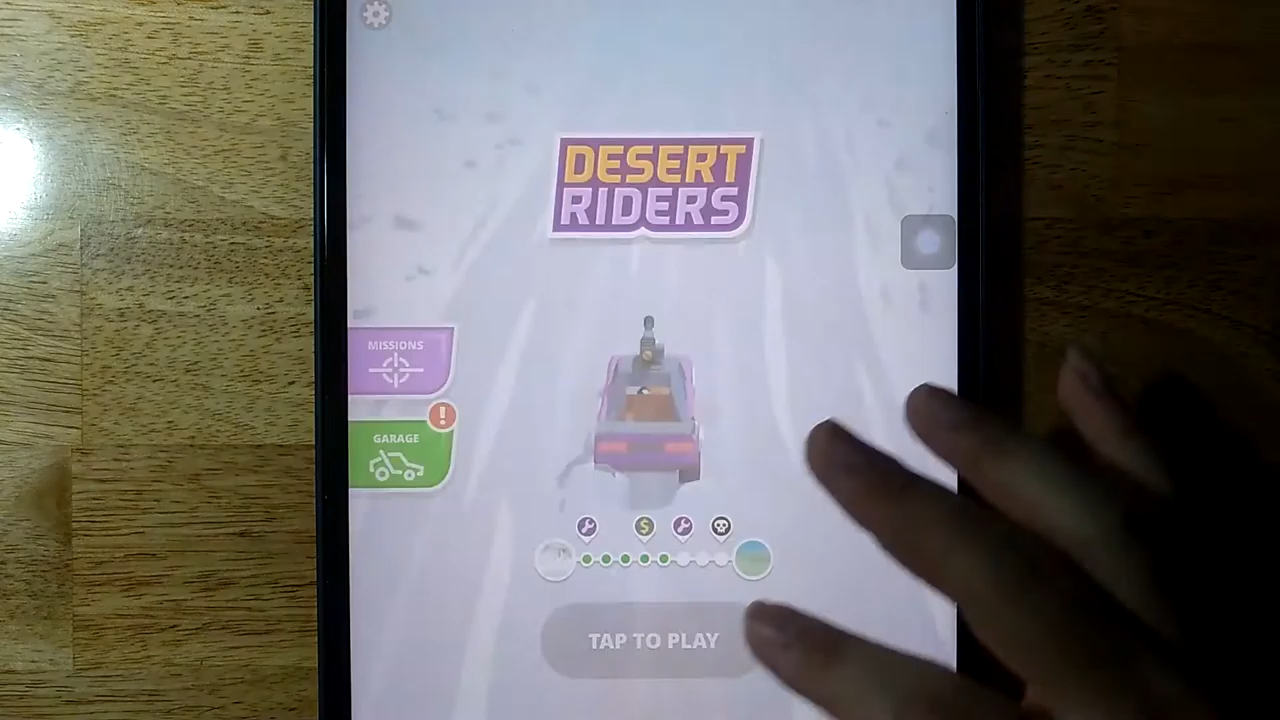 DESERT
RIDERS
MISSIONS
!
GARAGE
$
TAP TO PLAY